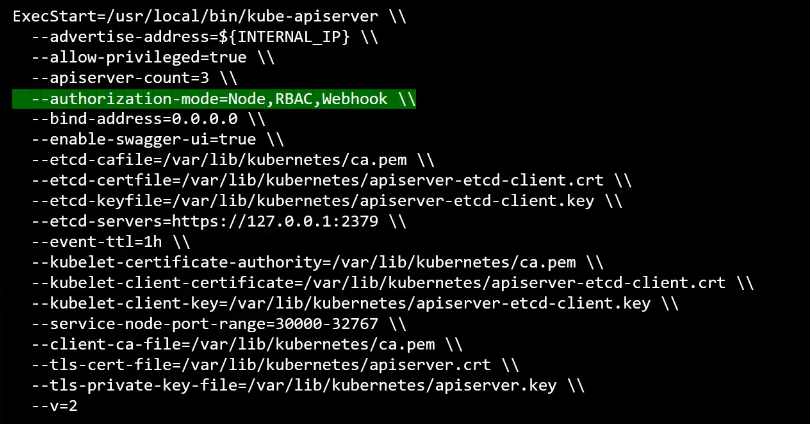 ExecStart=/usr/local/bin/kube-apiserver \\
--advertise-address=${INTERNAL_IP} \\
--allow-privileged=true \\
--apiserver-count=3 \\
--authorization-mode=Node,RBAC,Webhook \\
--bind-address=0.0.0.0 \\
--enable-swagger-ui=true \\
--etcd-cafile=/var/lib/kubernetes/ca.pem \\
--etcd-certfile=/var/lib/kubernetes/apiserver-etcd-client.crt \\
--etcd-keyfile=/var/lib/kubernetes/apiserver-etcd-client.key \\
--etcd-servers=https://127.0.0.1:2379 \\
--event-ttl=1h \\
--kubelet-certificate-authority=/var/lib/kubernetes/ca.pem \\
--kubelet-client-certificate=/var/lib/kubernetes/apiserver-etcd-client.crt \\
--kubelet-client-key=/var/lib/kubernetes/apiserver-etcd-client.key \\
--service-node-port-range=30000-32767 \\
--client-ca-file=/var/lib/kubernetes/ca.pem \\
--tls-cert-file=/var/lib/kubernetes/apiserver.crt \\
--tls-private-key-file=/var/lib/kubernetes/apiserver.key \\
--v=2